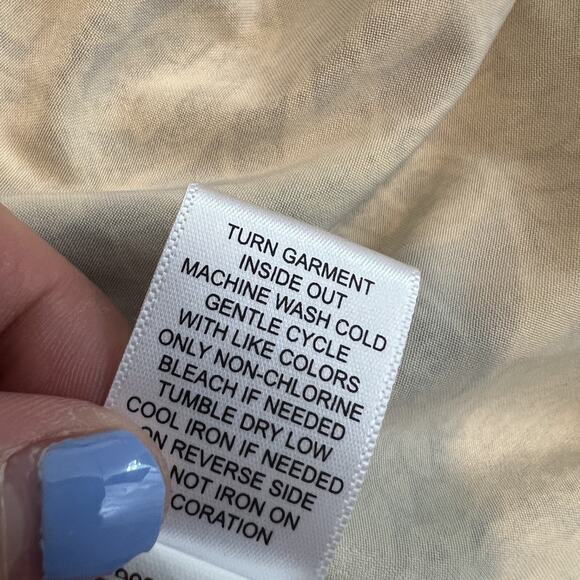 TURN GARMENT
INSIDE OUT
MACHINE WASH COLD
GENTLE CYCLE
WITH LIKE COLORS
ONLY NON-CHLORINE
BLEACH IF NEEDED
TUMBLE DRY LOW
COOL IRON IF NEEDED
ON REVERSE SIDE
NOT IRON ON
CORATION